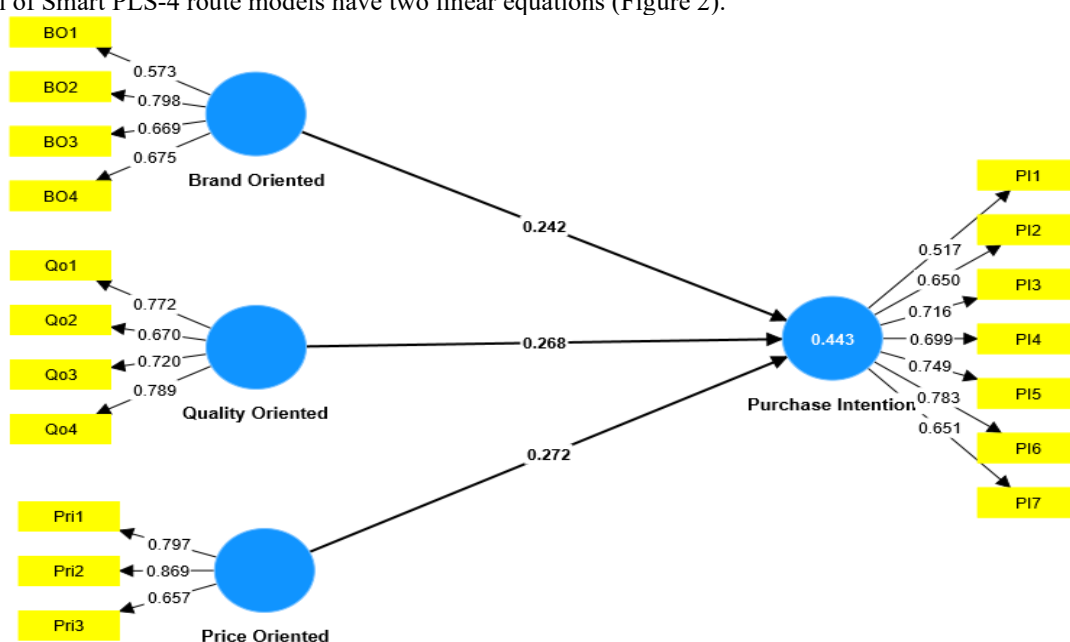 l of Smart PLS-4 route models have two linear equations (Figure 2).
BO1
0.573
BO2
0.798
BO3
0.669
0.675
BO4
Brand Oriented
0.242
Qo1
0.772
Qo2
0.670
Qo3
0.720
0.789
Qo4
Quality Oriented
0.268
Pri1
0.797
Pri2
0.869
0.657
Pri3
Price Oriented
0.272
0.443
Purchase Intention
PI1
0.517
PI2
0.650
PI3
0.716
PI4
0.699
0.749
PI5
0.783
PI6
0.651
PI7